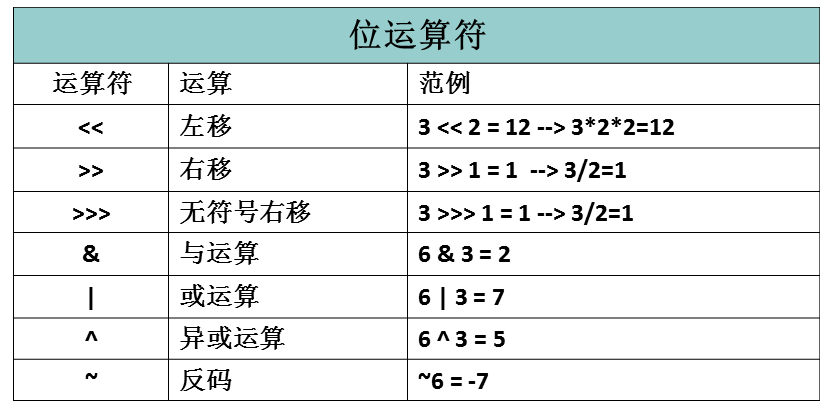 位运算符
运算符 运算 范例
<< 左移 3 << 2 = 12 --> 3*2*2=12
>> 右移 3 >> 1 = 1 --> 3/2=1
>>> 无符号右移 3 >>> 1 = 1 --> 3/2=1
& 与运算 6 & 3 = 2
| 或运算 6 | 3 = 7
^ 异或运算 6 ^ 3 = 5
~ 反码 ~6 = -7